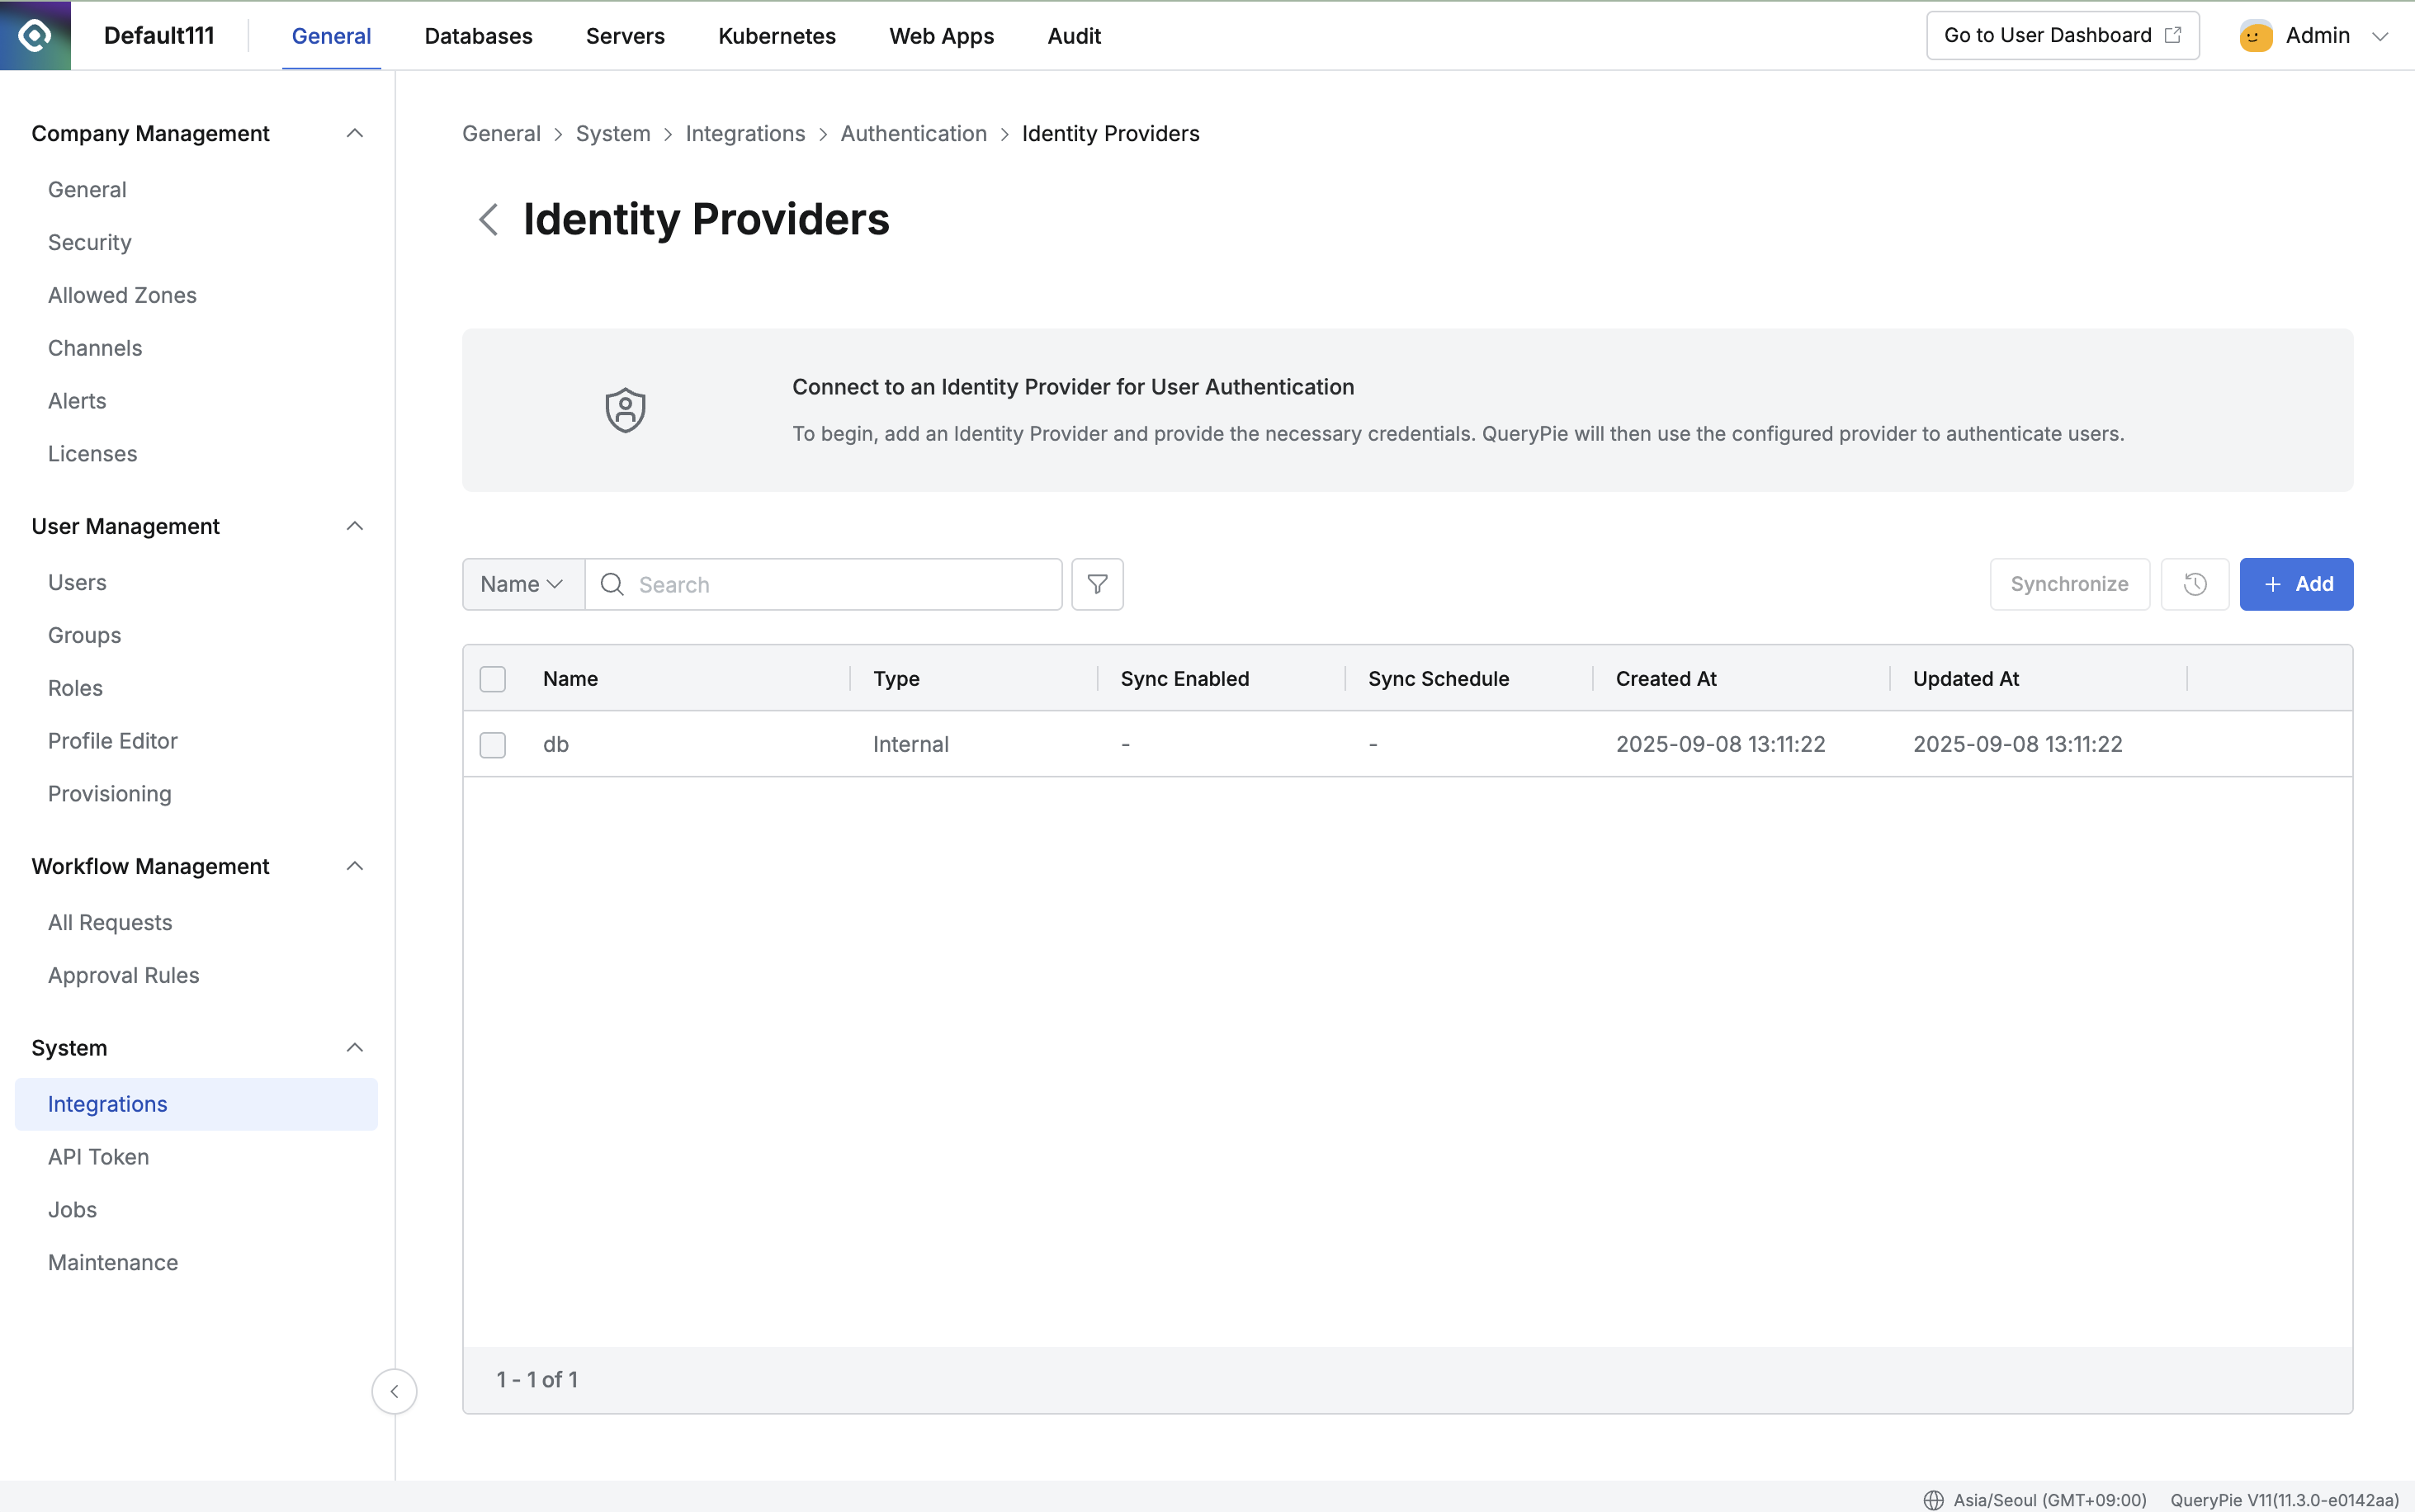 Default111
General
Databases
Servers
Kubernetes
Web Apps
Audit
Go to User Dashboard
Admin
Company Management
General
Security
Allowed Zones
Channels
Alerts
Licenses
User Management
Users
Groups
Roles
Profile Editor
Provisioning
Workflow Management
All Requests
Approval Rules
System
Integrations
API Token
Jobs
Maintenance
General > System > Integrations > Authentication > Identity Providers
Identity Providers
Connect to an Identity Provider for User Authentication
To begin, add an Identity Provider and provide the necessary credentials. QueryPie will then use the configured provider to authenticate users.
Name
Search
Synchronize
+ Add
Name Type Sync Enabled Sync Schedule Created At Updated At
db Internal - - 2025-09-08 13:11:22 2025-09-08 13:11:22
1 - 1 of 1
Asia/Seoul (GMT+09:00) QueryPie V11(11.3.0-e0142aa)